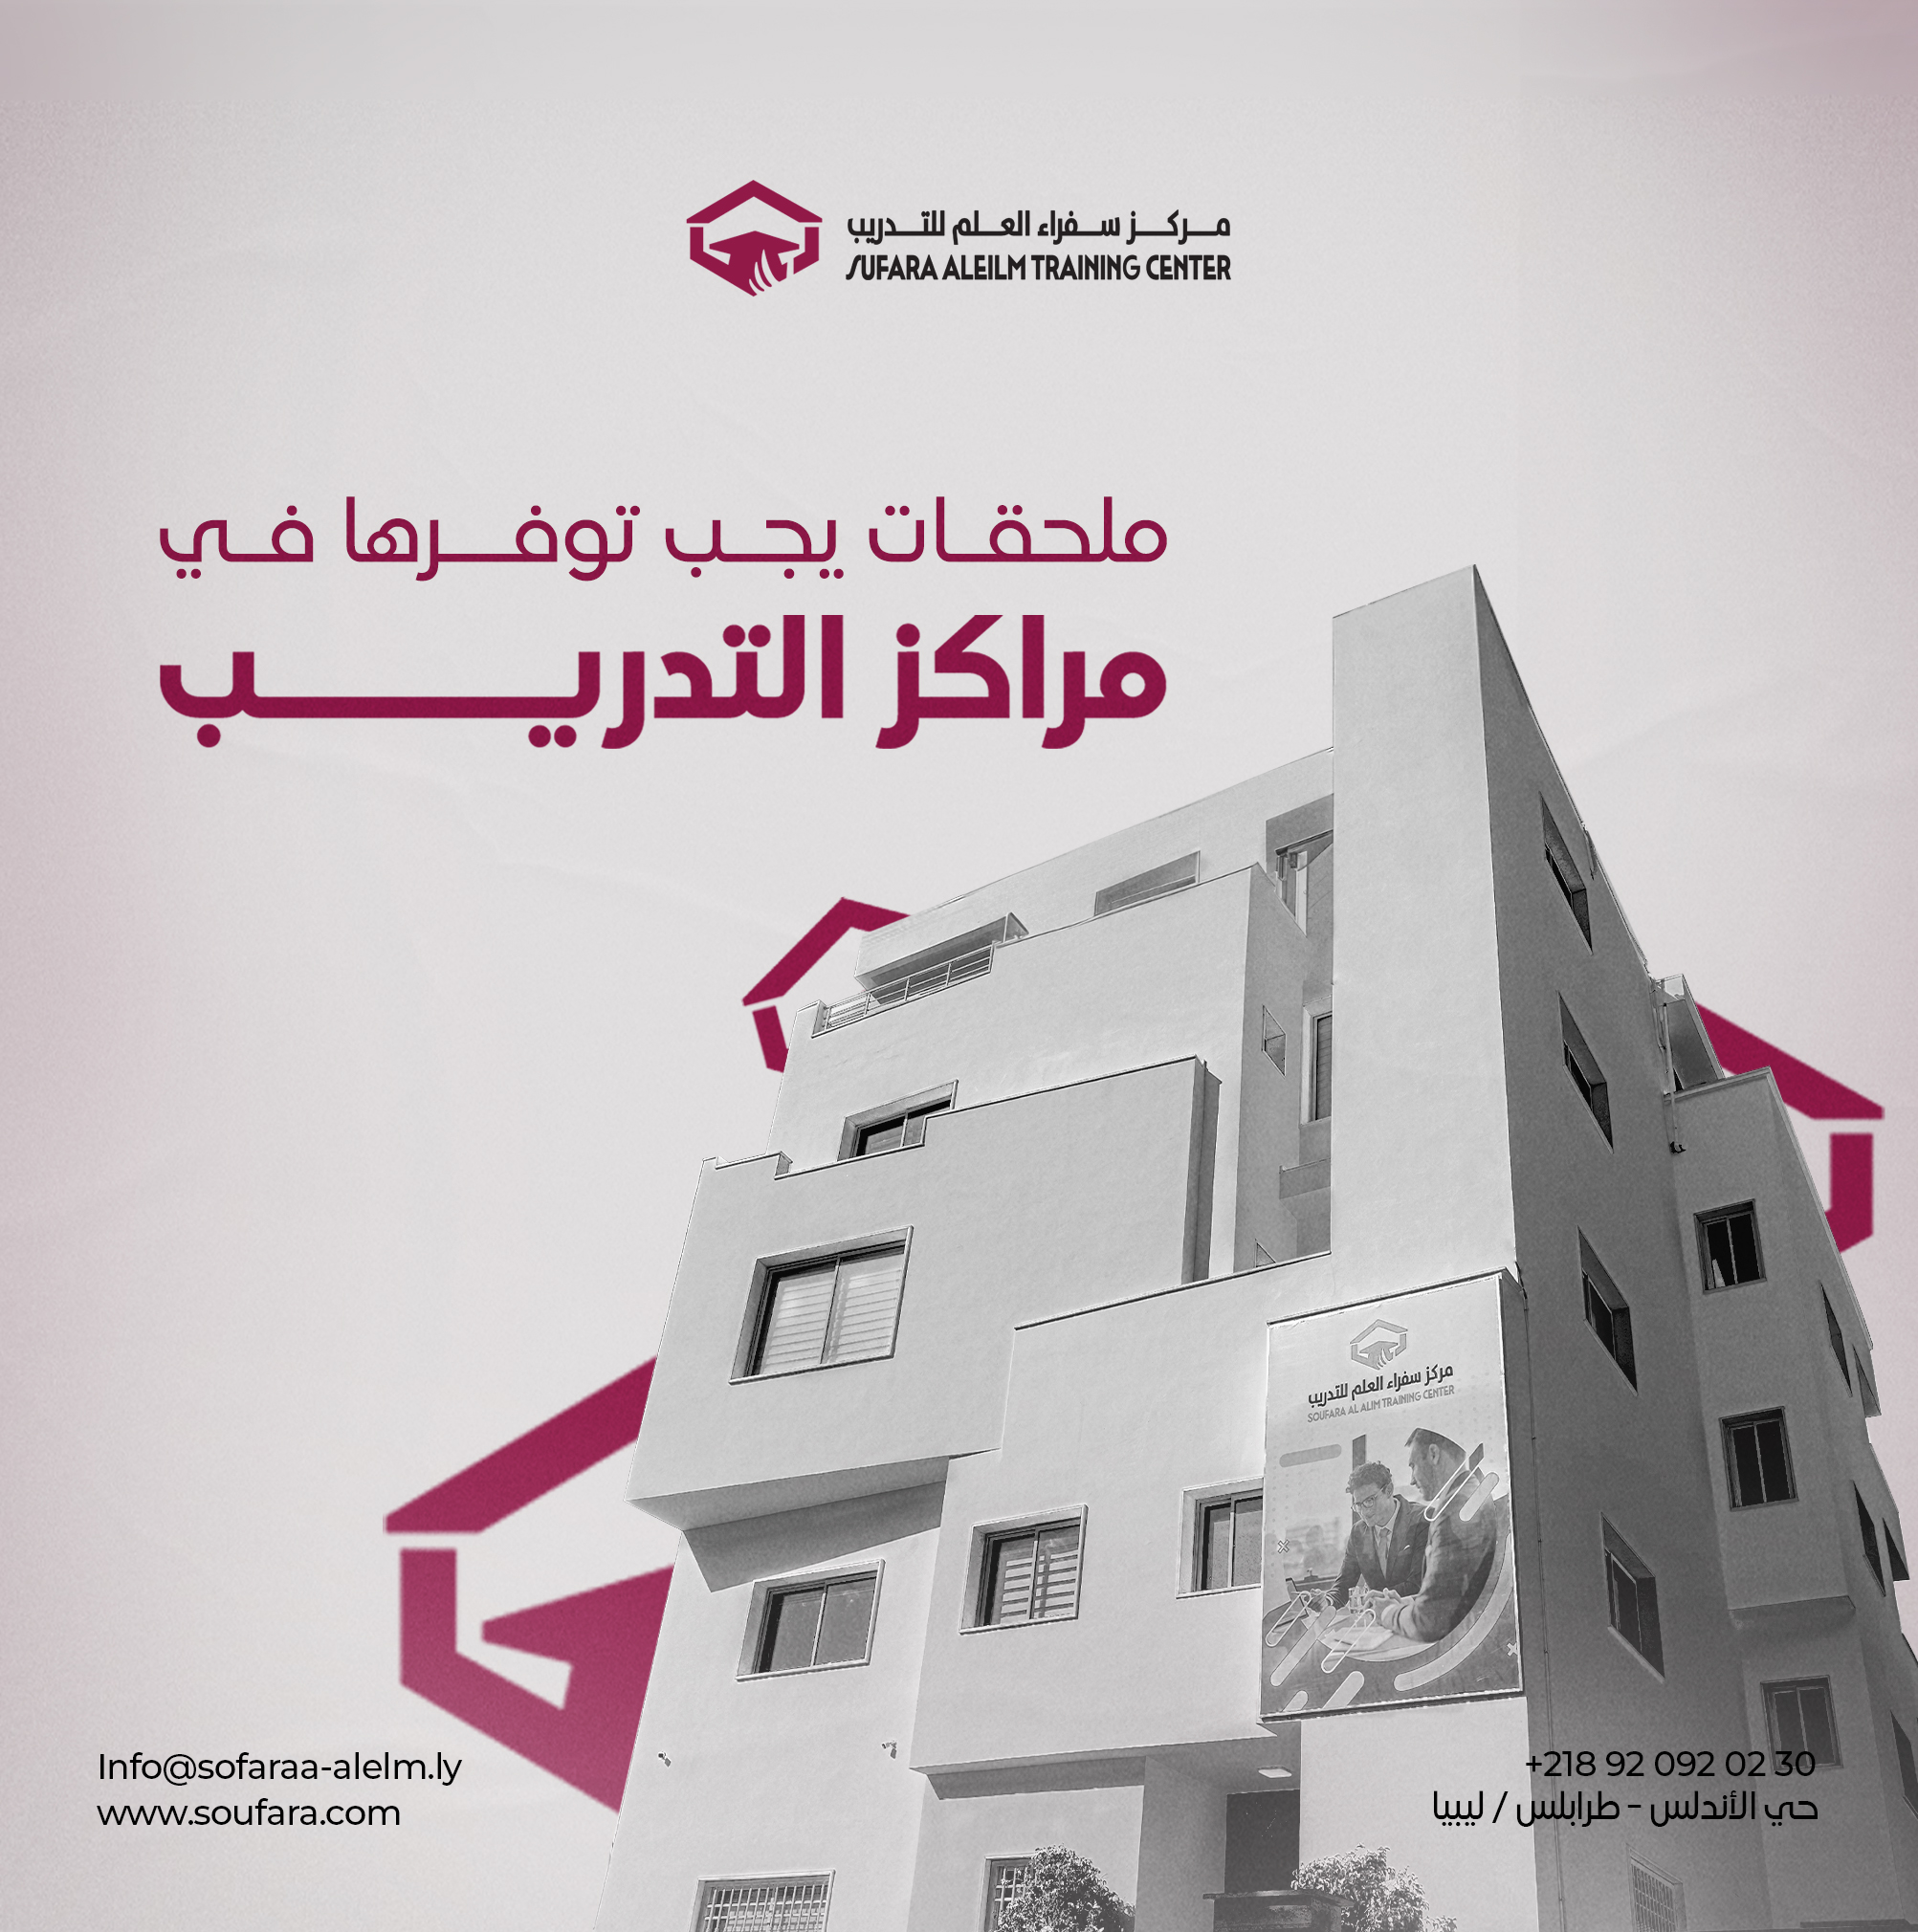 مركز سفراء العلم للتدريب
SUFARA ALEILM TRAINING CENTER
ملحقات يجب توفرها في
مراكز التدريب
مركز سفراء العلم للتدريب
SOUFARA AL ALIM TRAINING CENTER
+218 92 092 02 30
حي الأندلس - طرابلس / ليبيا
Info@sofaraa-alelm.ly
www.soufara.com